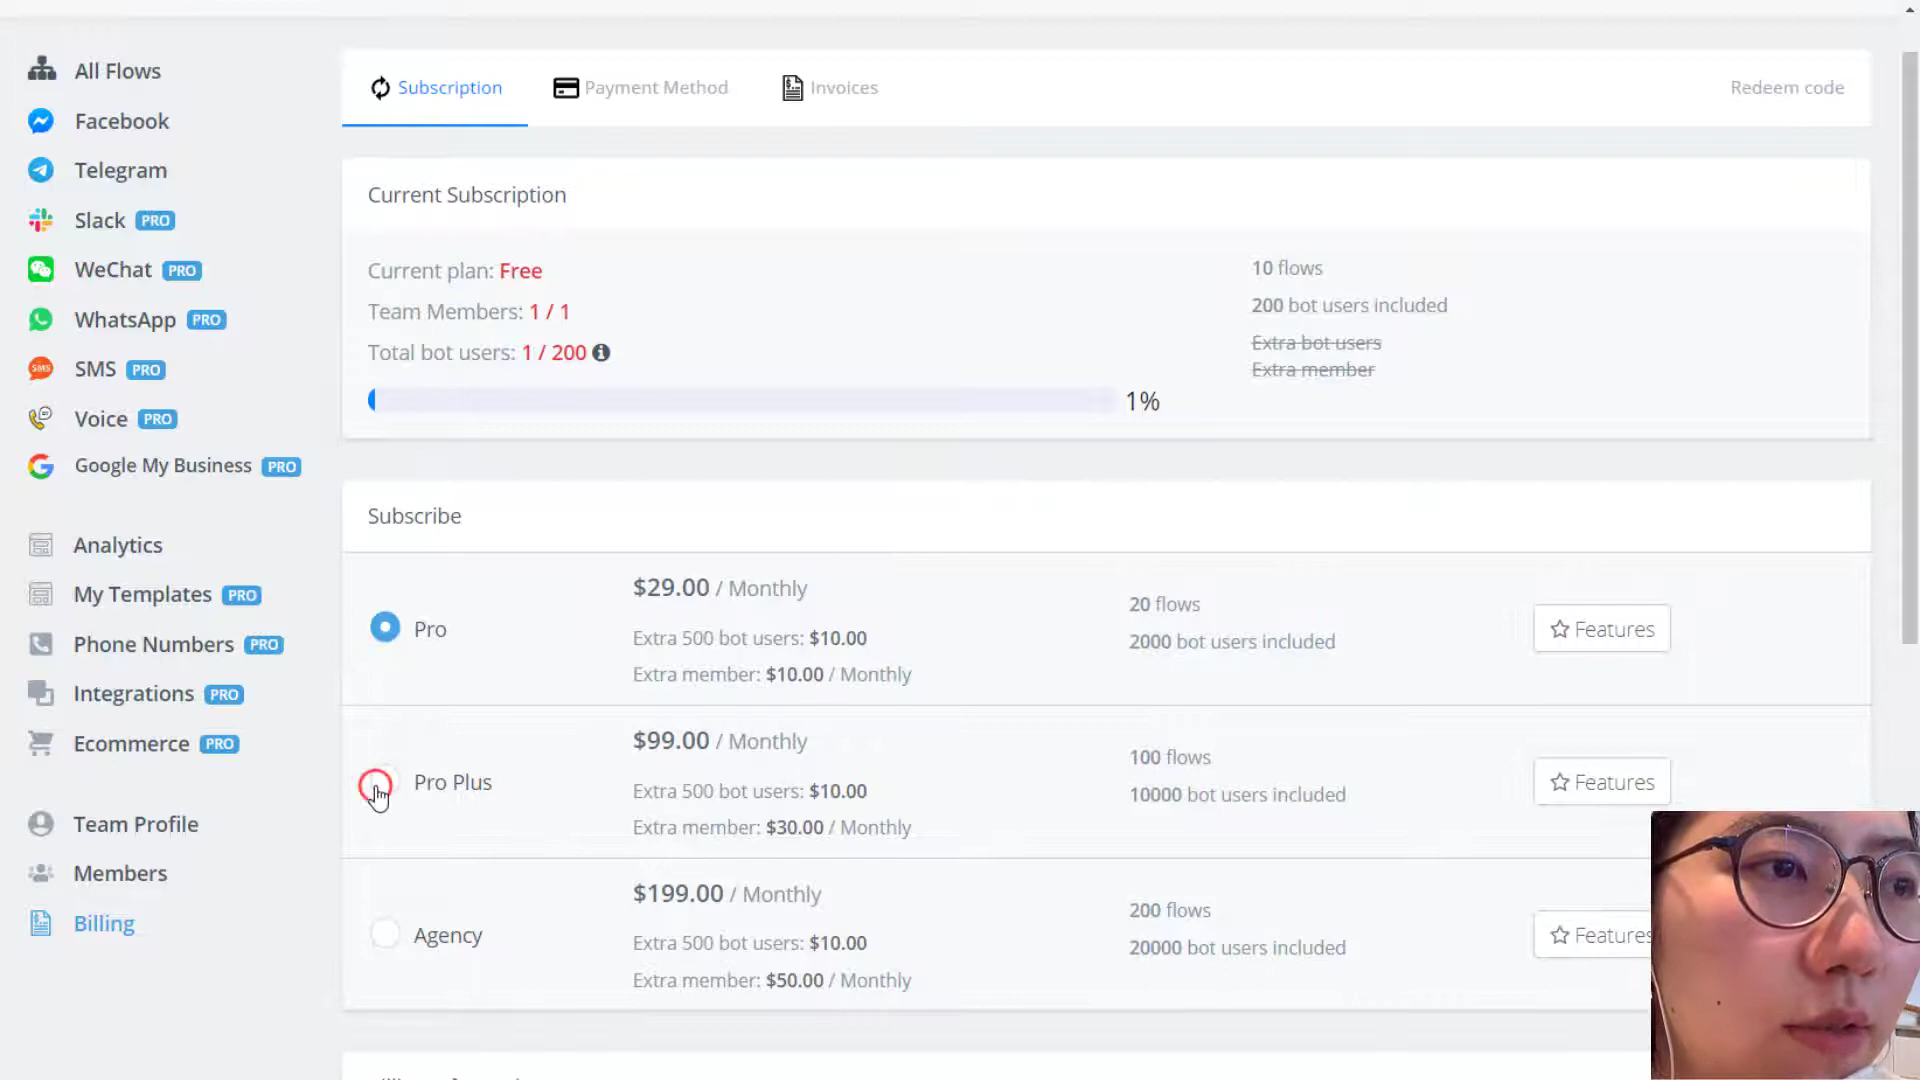 All Flows
Facebook
Telegram
Slack PRO
WeChat PRO
WhatsApp PRO
SMS SMS PRO
Voice PRO
Google My Business PRO
Analytics
My Templates PRO
Phone Numbers PRO
Integrations PRO
Ecommerce PRO
Team Profile
Members
Billing
Subscription
Payment Method
Invoices
Redeem code
Current Subscription
Current plan: Free
Team Members: 1 / 1
Total bot users: 1 / 200
1%
10 flows
200 bot users included
Extra bot users
Extra member
Subscribe
Pro
$29.00 / Monthly
Extra 500 bot users: $10.00
Extra member: $10.00 / Monthly
20 flows
2000 bot users included
Features
Pro Plus
$99.00 / Monthly
Extra 500 bot users: $10.00
Extra member: $30.00 / Monthly
100 flows
10000 bot users included
Features
Agency
$199.00 / Monthly
Extra 500 bot users: $10.00
Extra member: $50.00 / Monthly
200 flows
20000 bot users included
Features